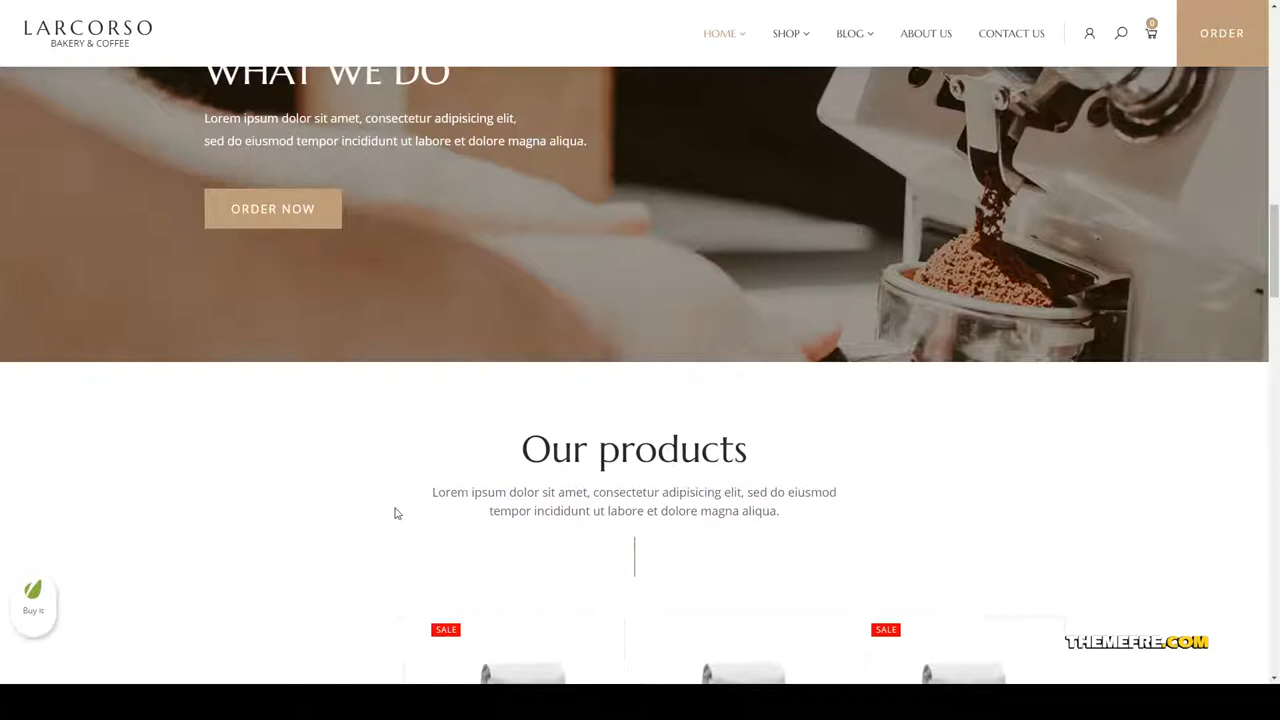 LARCORSO
BAKERY & COFFEE
HOME
SHOP
BLOG
ABOUT US
CONTACT US
0
ORDER
WHAT WE DO
Lorem ipsum dolor sit amet, consectetur adipisicing elit,
sed do eiusmod tempor incididunt ut labore et dolore magna aliqua.
ORDER NOW
Our products
Lorem ipsum dolor sit amet, consectetur adipisicing elit, sed do eiusmod
tempor incididunt ut labore et dolore magna aliqua.
Buy it
SALE
SALE
THEMEFRE.COM